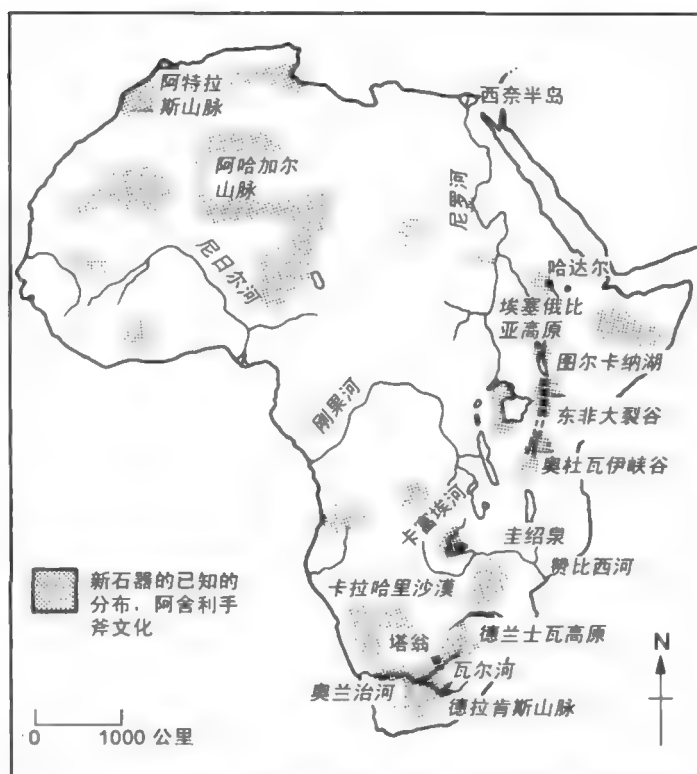 阿特拉
斯山脉
西奈半岛
阿哈加尔
山脉
尼罗河
尼日尔河
哈达尔
埃塞俄比
亚高原
图尔卡纳湖
刚果河
东非大裂谷
奥杜瓦伊峡谷
卡富埃河
圭绍泉
赞比西河
新石器的已知的
分布，阿舍利手
斧文化
卡拉哈里沙漠
塔翁
德兰士瓦高原
瓦尔河
奥兰治河
德拉肯斯山脉
N
0 1000 公里